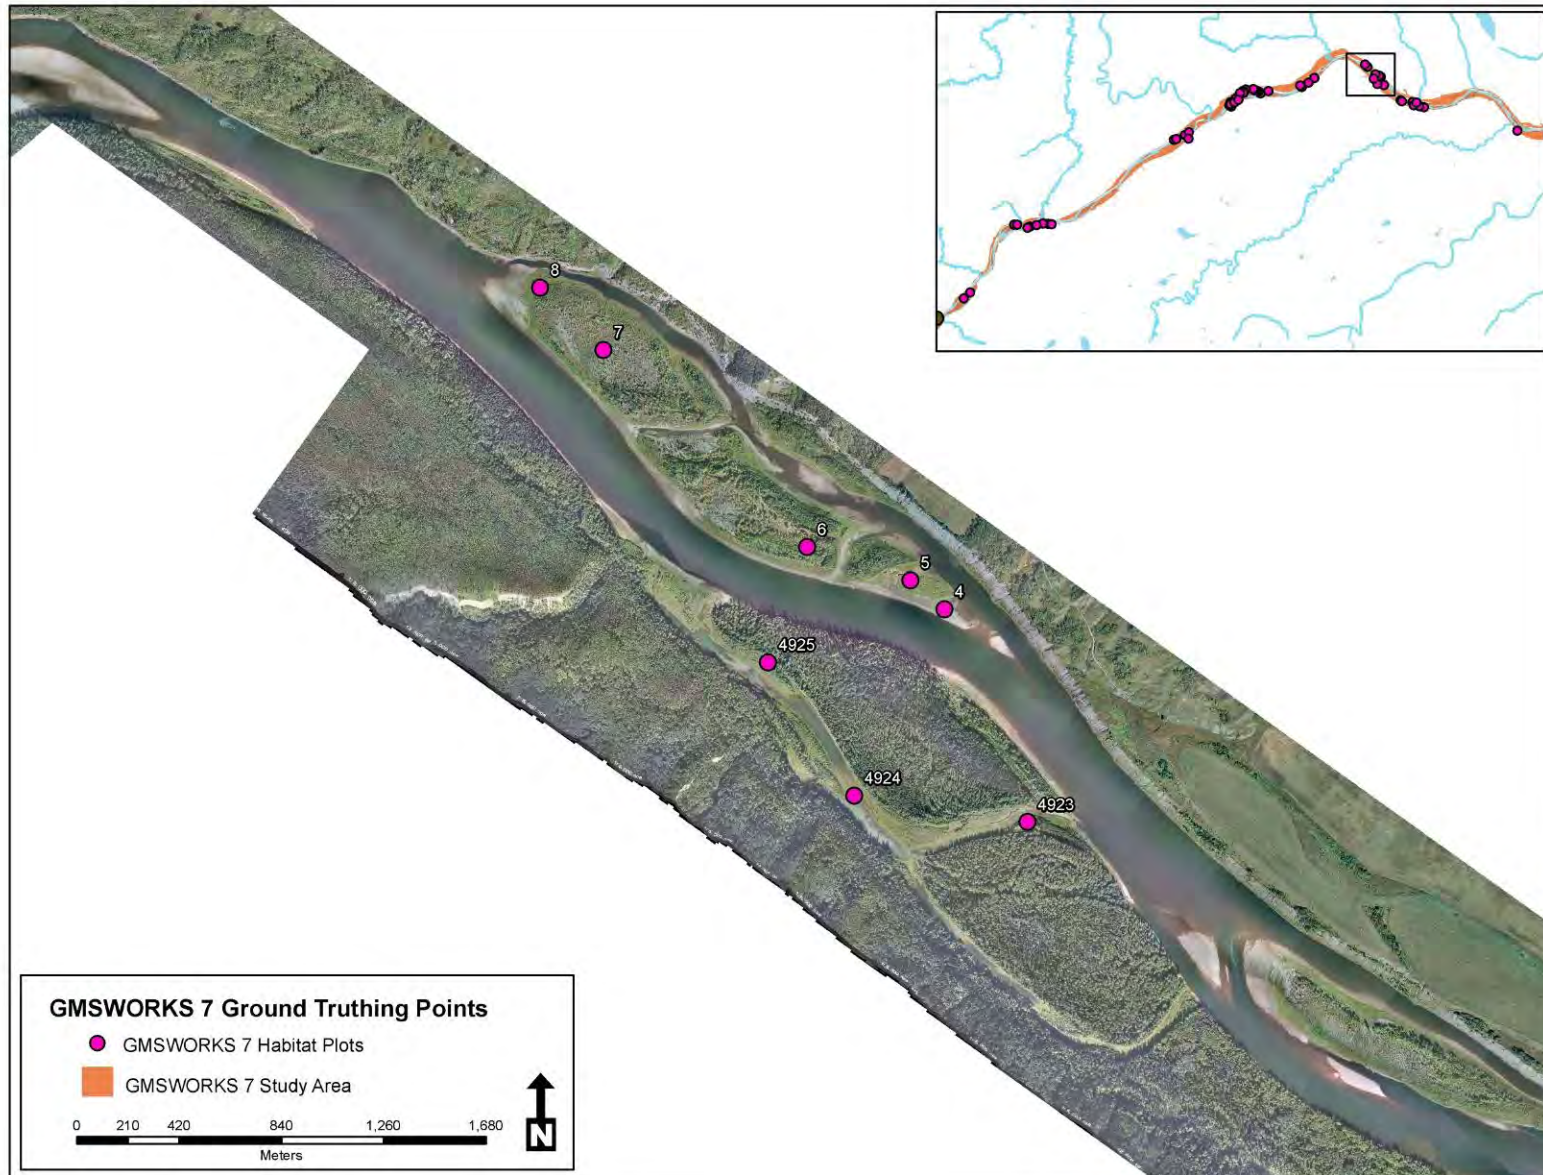 8
7
6
5
4
4925
4924
4923
GMSWORKS 7 Ground Truthing Points
GMSWORKS 7 Habitat Plots
GMSWORKS 7 Study Area
0 210 420 840 1,260 1,680
Meters
N